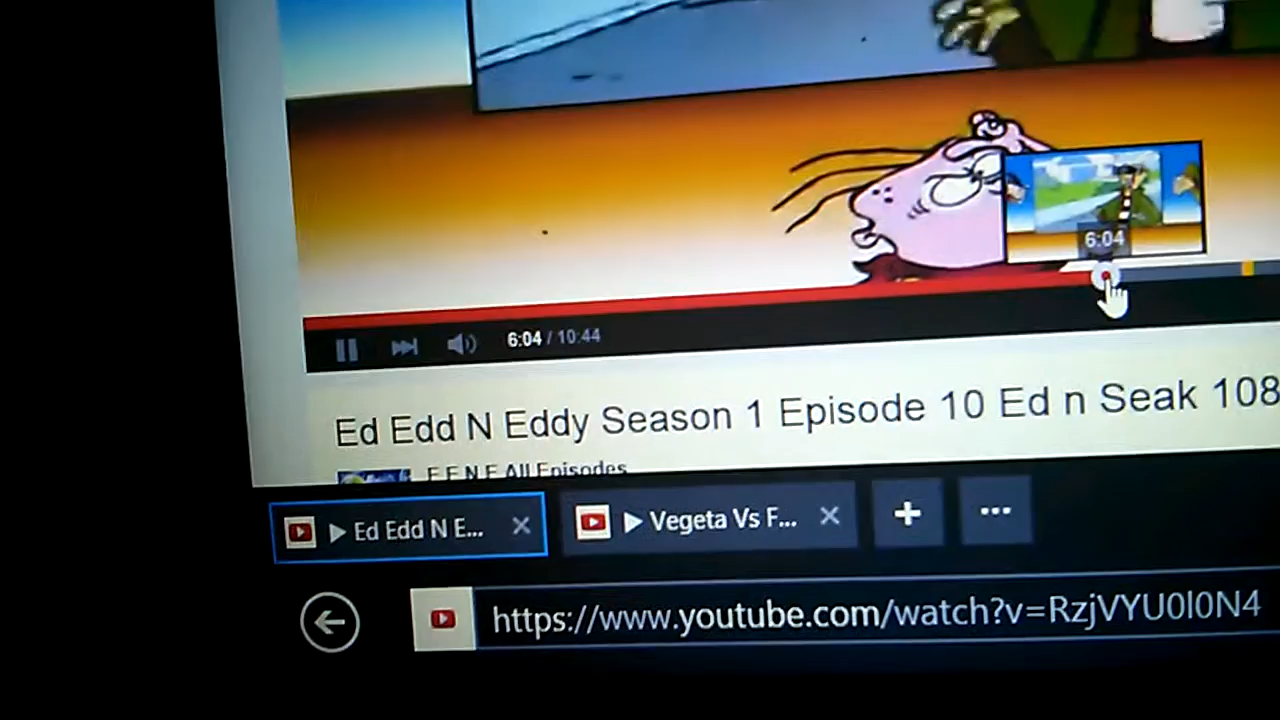 6:04
6:04 / 10:44
Ed Edd N Eddy Season 1 Episode 10 Ed n Seak 108
E.E.N.E All Episodes
▶ Ed Edd N E...
▶ Vegeta Vs F...
https://www.youtube.com/watch?v=RzjVYU0l0N4